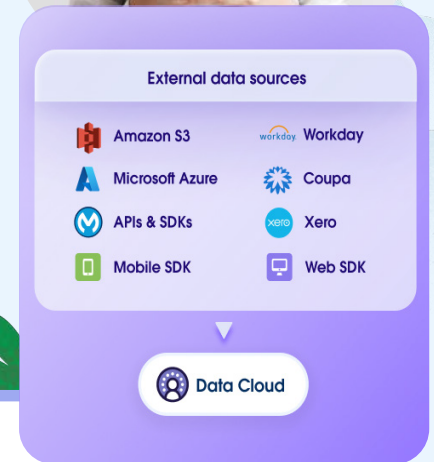 External data sources
Amazon S3
workday. Workday
Microsoft Azure
Coupa
APIs & SDKs
xero Xero
Mobile SDK
Web SDK
Data Cloud